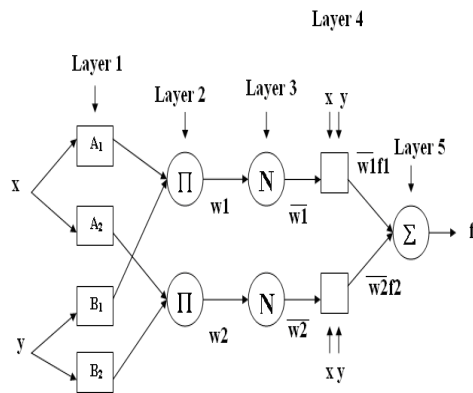 Layer 4
Layer 1
Layer 2
Layer 3
x y
Layer 5
A₁
Π
N
w̅1f1
x
w1
w̅1
A₂
Σ
f
B₁
Π
N
w̅2f2
y
w2
w̅2
B₂
x y